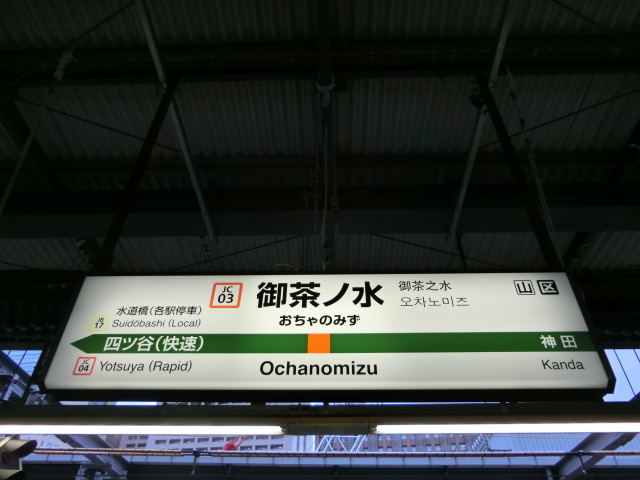 水道橋（各駅停車）
JB
17
Suidōbashi (Local)
四ツ谷（快速）
JC
04
Yotsuya (Rapid)
JC
03
御茶ノ水
おちゃのみず
Ochanomizu
御茶之水
오차노미즈
山 区
神田
Kanda